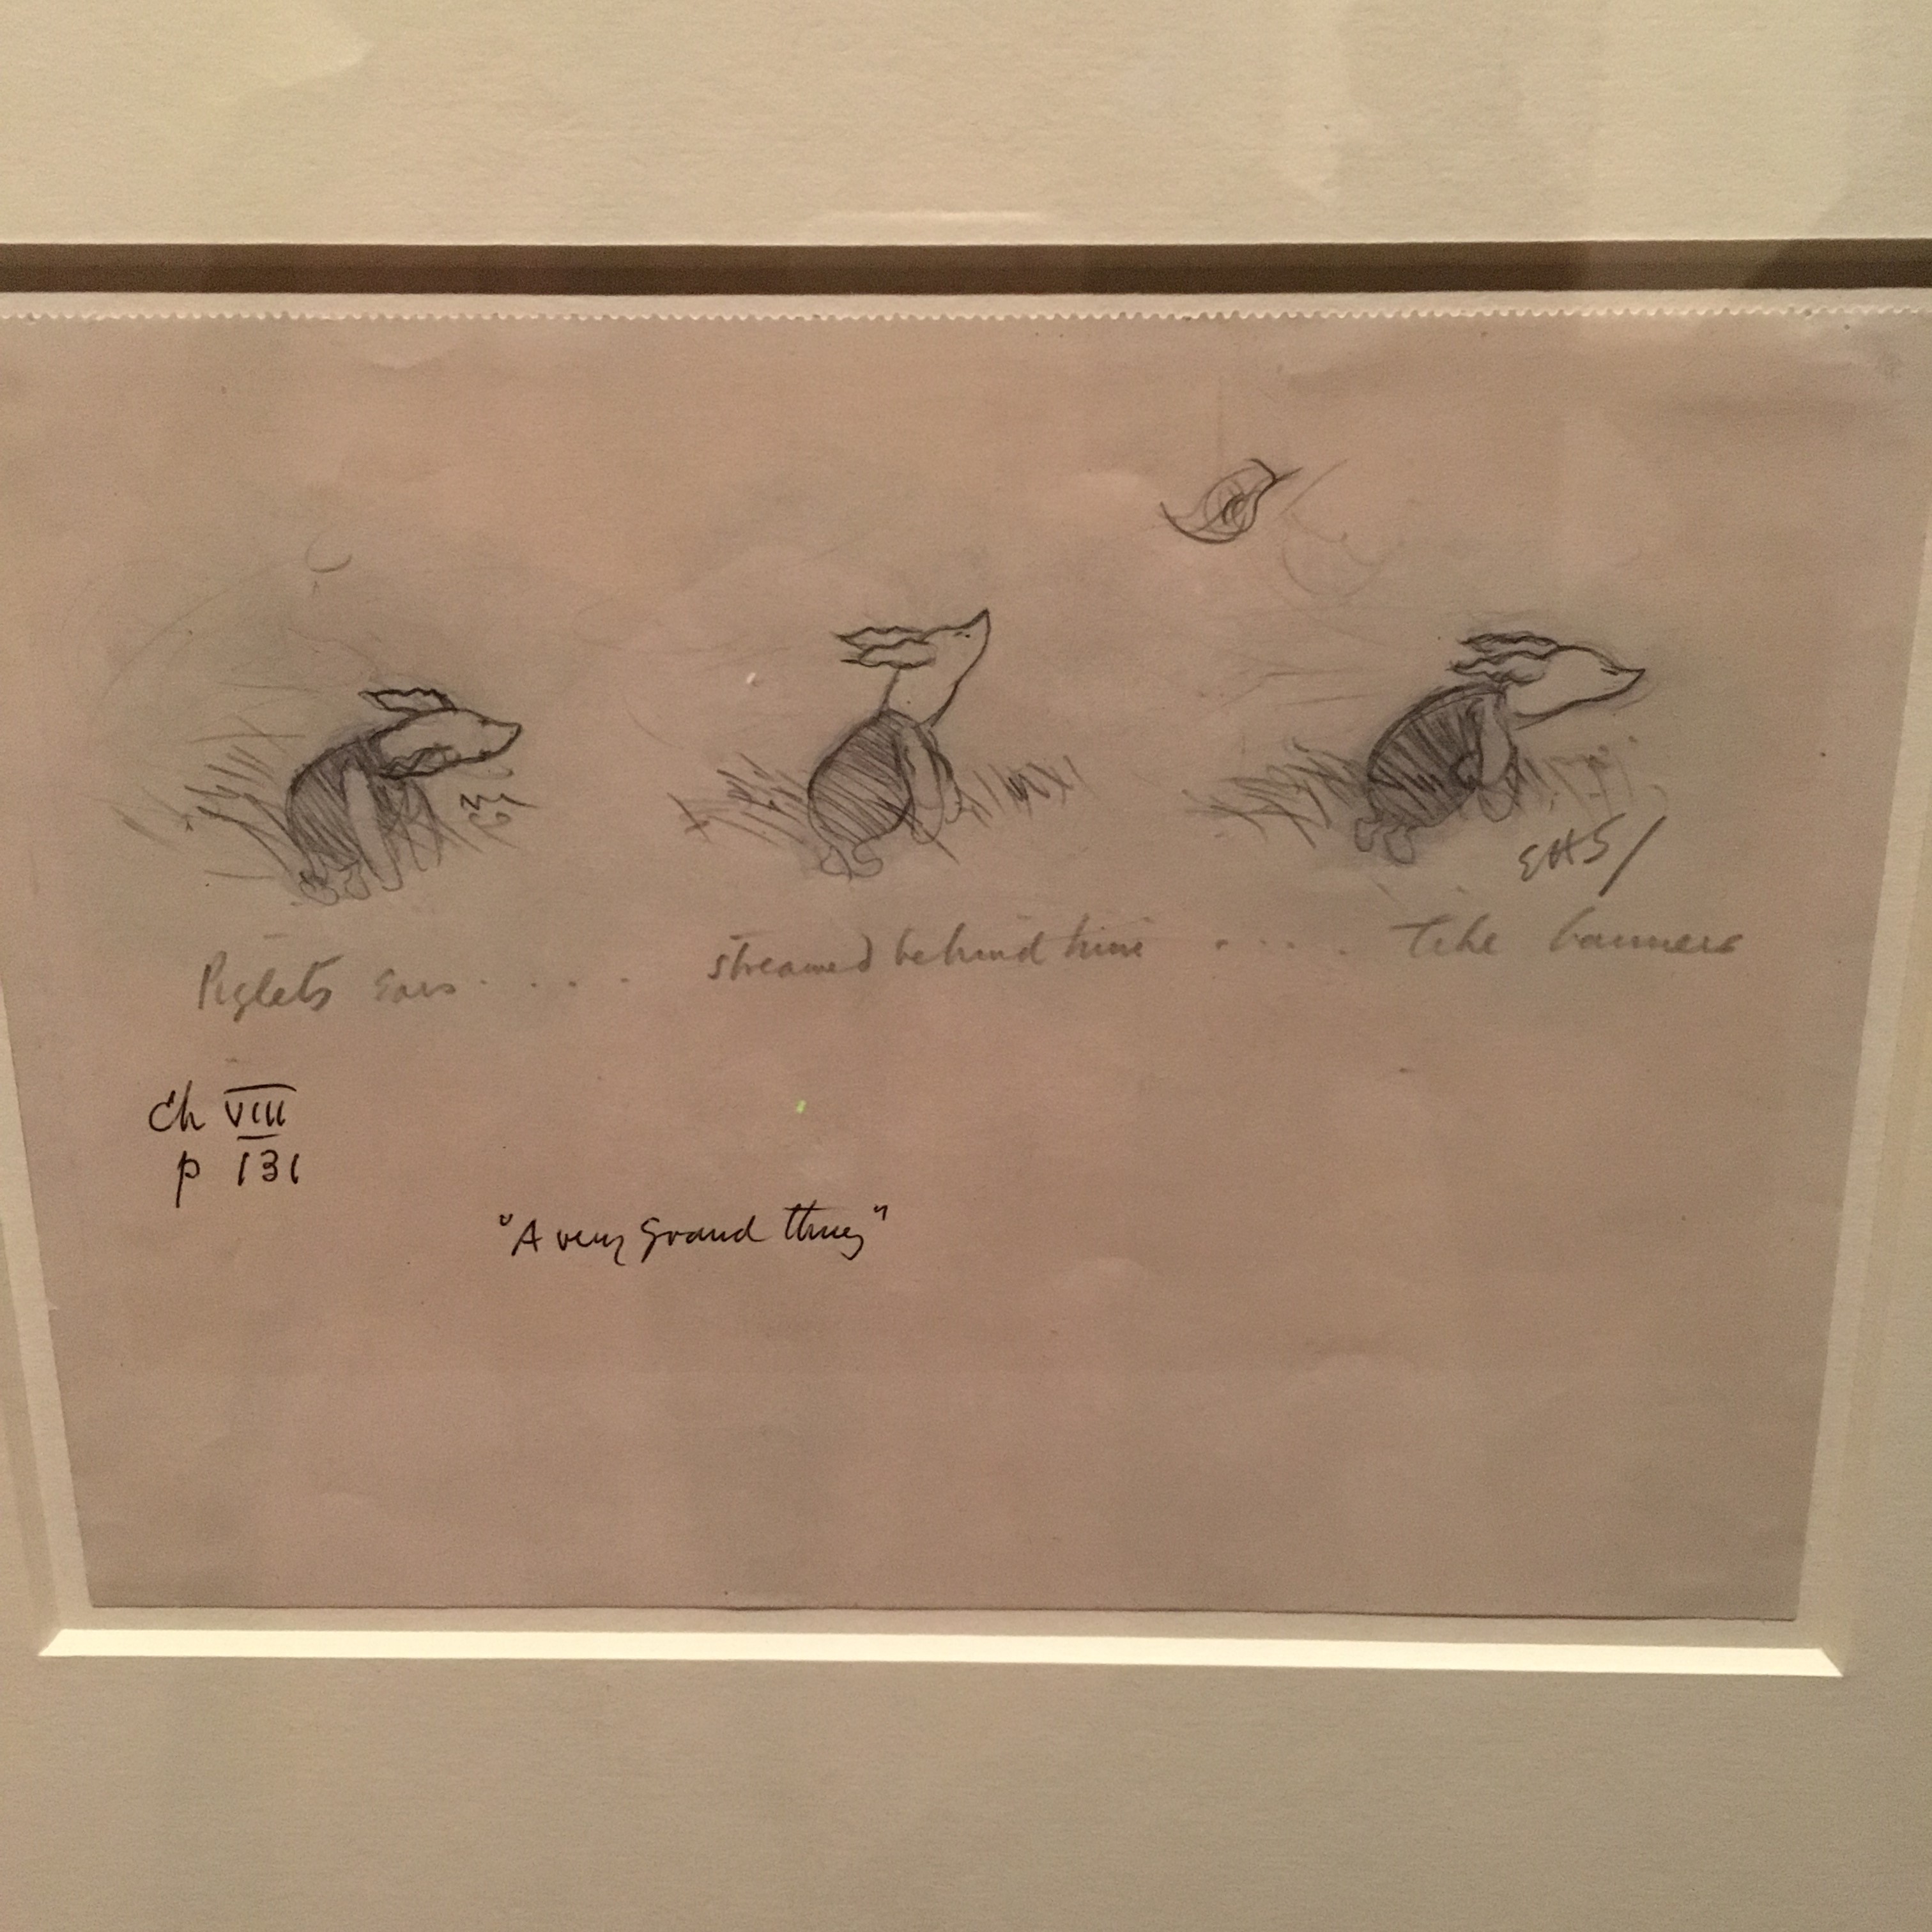 EHS/
Piglets ears..... streamed behind him ..... like banners
Ch VIII
p 131
"A very grand thing"